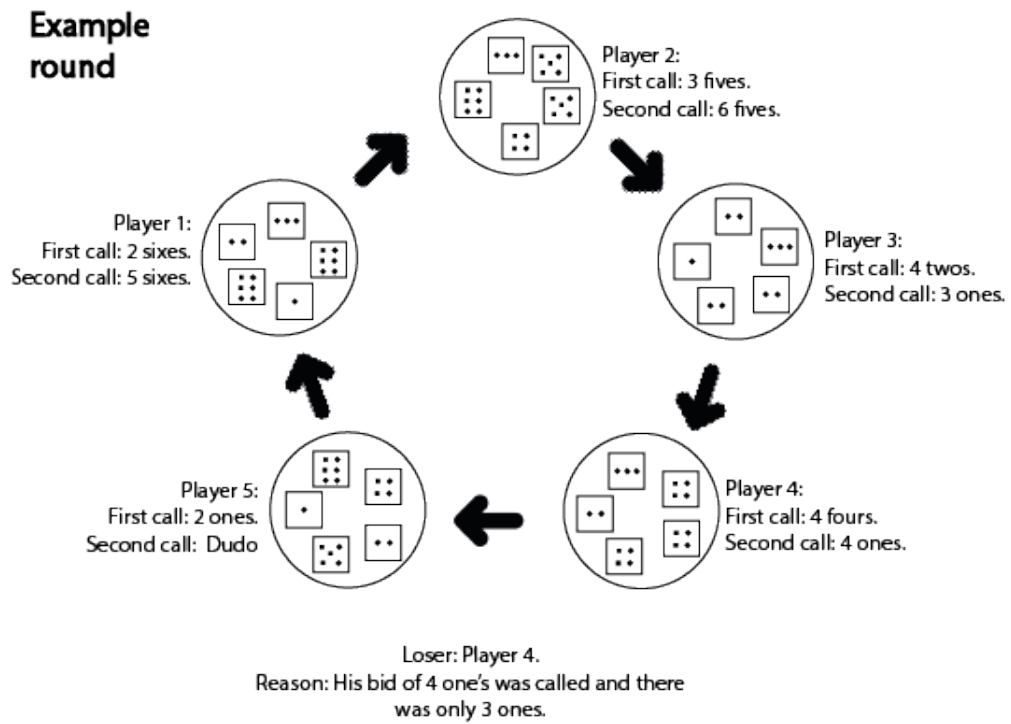 Example
round
Player 2:
First call: 3 fives.
Second call: 6 fives.
Player 1:
First call: 2 sixes.
Second call: 5 sixes.
Player 3:
First call: 4 twos.
Second call: 3 ones.
Player 5:
First call: 2 ones.
Second call: Dudo
Player 4:
First call: 4 fours.
Second call: 4 ones.
Loser: Player 4.
Reason: His bid of 4 one's was called and there
was only 3 ones.